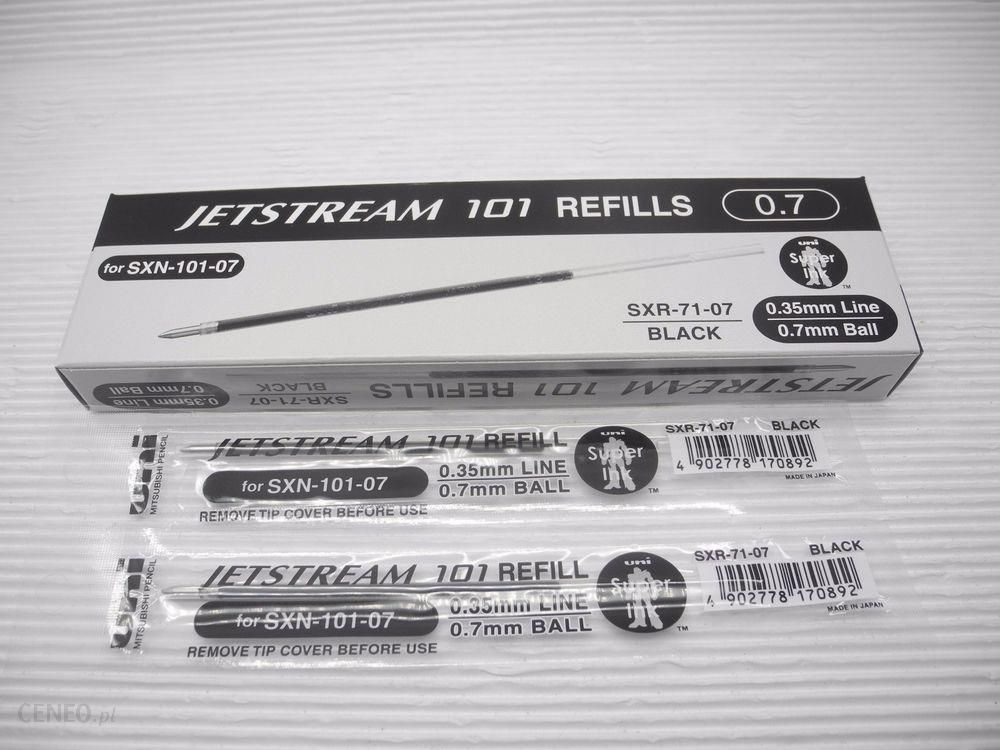 JETSTREAM 101 REFILLS 0.7
for SXN-101-07
uni
Super
Ink
TM
SXR-71-07
BLACK
0.35mm Line
0.7mm Ball
JETSTREAM 101 REFILLS
SXR-71-07
BLACK
0.35mm Line
0.7mm Ball
uni
MITSUBISHI PENCIL
JETSTREAM 101 REFILL
for SXN-101-07
0.35mm LINE
0.7mm BALL
REMOVE TIP COVER BEFORE USE
uni
Super
Ink
TM
SXR-71-07 BLACK
4 902778 170892
MADE IN JAPAN
uni
MITSUBISHI PENCIL
JETSTREAM 101 REFILL
for SXN-101-07
0.35mm LINE
0.7mm BALL
REMOVE TIP COVER BEFORE USE
uni
Super
Ink
TM
SXR-71-07 BLACK
4 902778 170892
MADE IN JAPAN
CENEO.pl